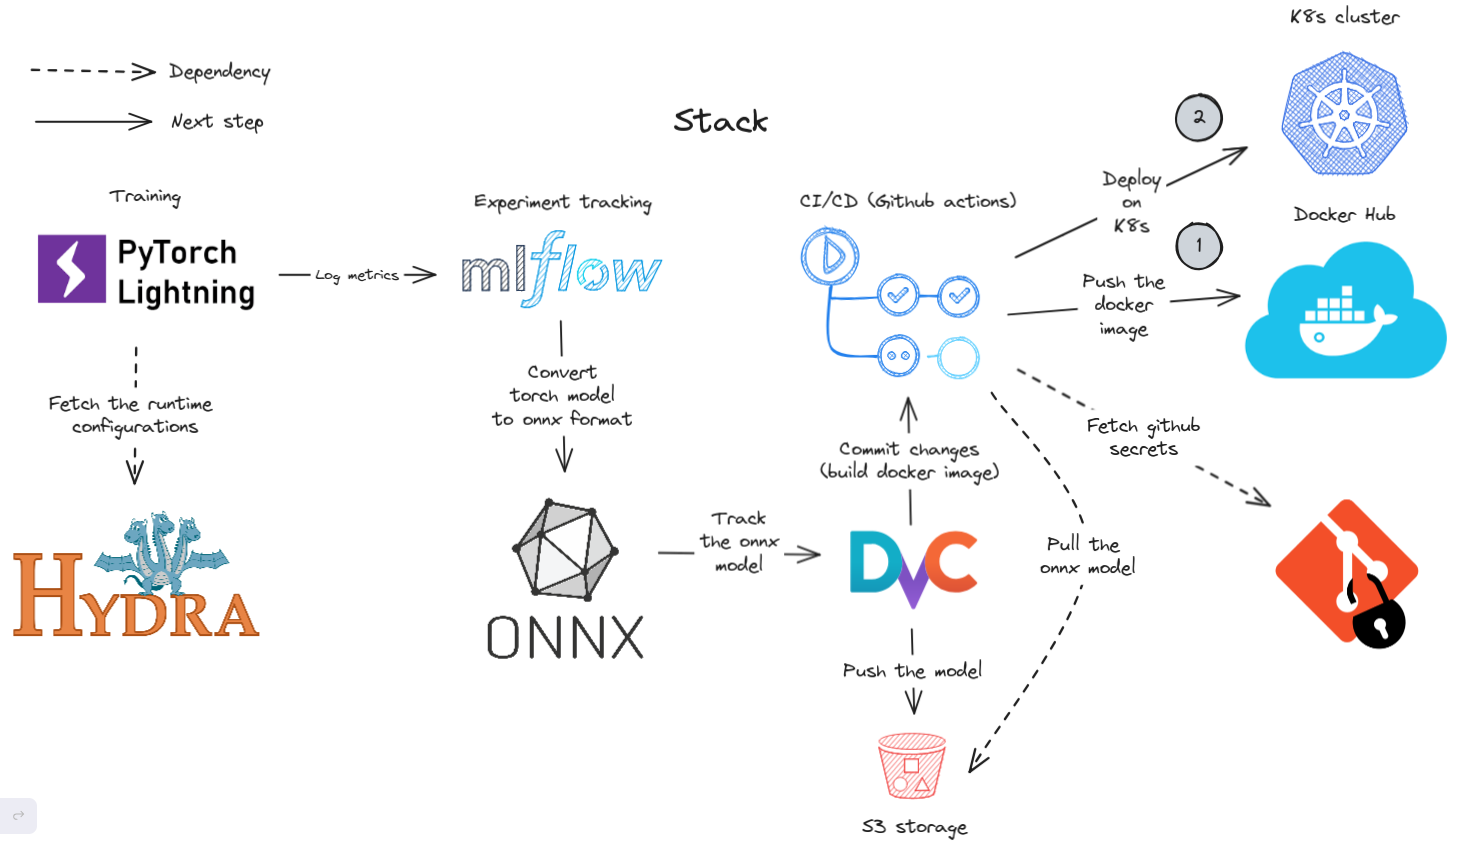 K8s cluster
Dependency
Next step
Stack
2
Training
Experiment tracking
CI/CD (Github actions)
Deploy
on
K8s
Docker Hub
1
PyTorch
Lightning
Log metrics
mlflow
Push the
docker
image
Convert
torch model
to onnx format
Fetch the runtime
configurations
Fetch github
secrets
Commit changes
(build docker image)
HYDRA
ONNX
Track
the onnx
model
DVC
Pull the
onnx model
Push the model
S3 storage